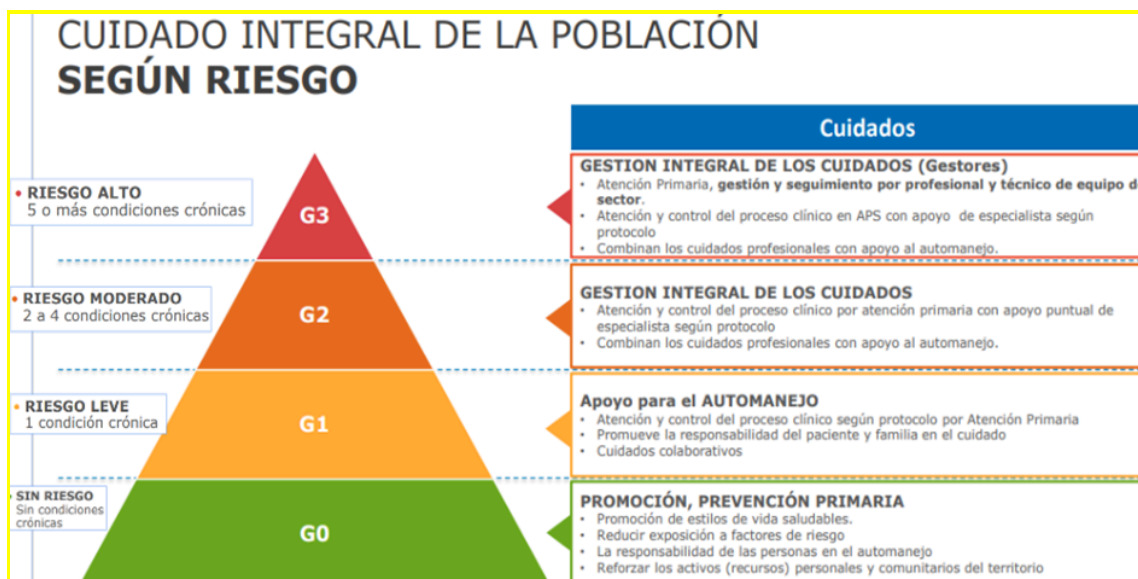 CUIDADO INTEGRAL DE LA POBLACIÓN
SEGÚN RIESGO
Cuidados
• RIESGO ALTO
5 o más condiciones crónicas
G3
GESTION INTEGRAL DE LOS CUIDADOS (Gestores)
• Atención Primaria, gestión y seguimiento por profesional y técnico de equipo d
sector.
• Atención y control del proceso clínico en APS con apoyo de especialista según
protocolo
• Combinan los cuidados profesionales con apoyo al automanejo.
• RIESGO MODERADO
2 a 4 condiciones crónicas
G2
GESTION INTEGRAL DE LOS CUIDADOS
• Atención y control del proceso clínico por atención primaria con apoyo puntual de
especialista según protocolo
• Combinan los cuidados profesionales con apoyo al automanejo.
• RIESGO LEVE
1 condición crónica
G1
Apoyo para el AUTOMANEJO
• Atención y control del proceso clínico según protocolo por Atención Primaria
• Promueve la responsabilidad del paciente y familia en el cuidado
• Cuidados colaborativos
• SIN RIESGO
Sin condiciones
crónicas
G0
PROMOCIÓN, PREVENCIÓN PRIMARIA
• Promoción de estilos de vida saludables.
• Reducir exposición a factores de riesgo
• La responsabilidad de las personas en el automanejo
• Reforzar los activos (recursos) personales y comunitarios del territorio